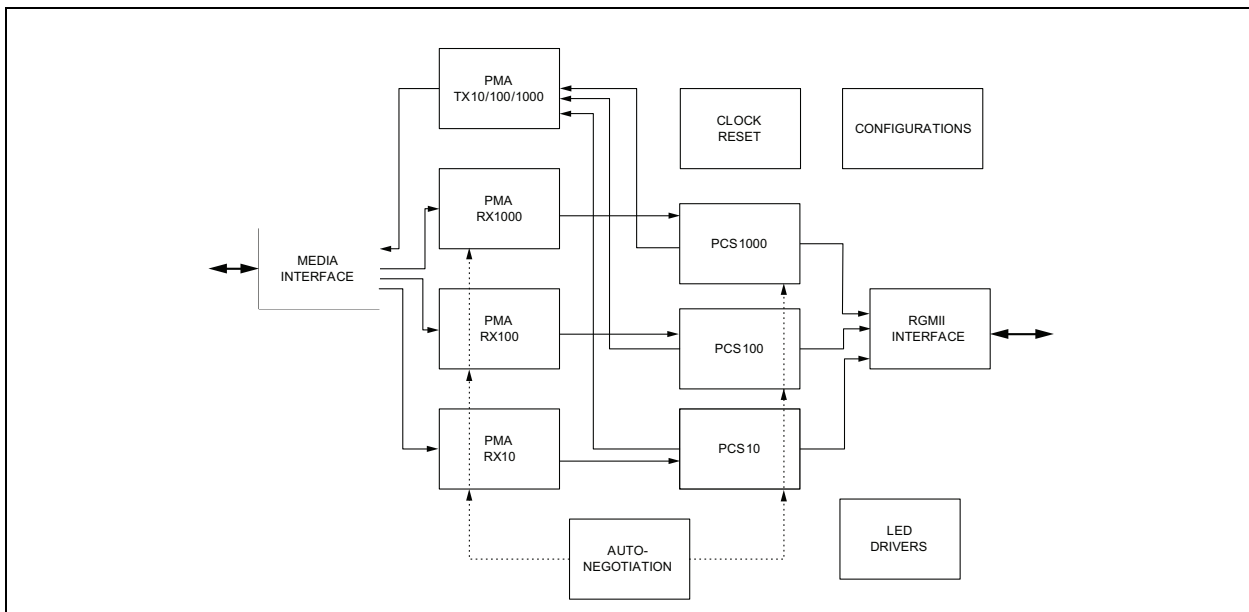 PMA
TX10/100/1000
CLOCK
RESET
CONFIGURATIONS
PMA
RX1000
PCS1000
MEDIA
INTERFACE
PMA
RX100
PCS100
RGMII
INTERFACE
PMA
RX10
PCS10
AUTO-
NEGOTIATION
LED
DRIVERS